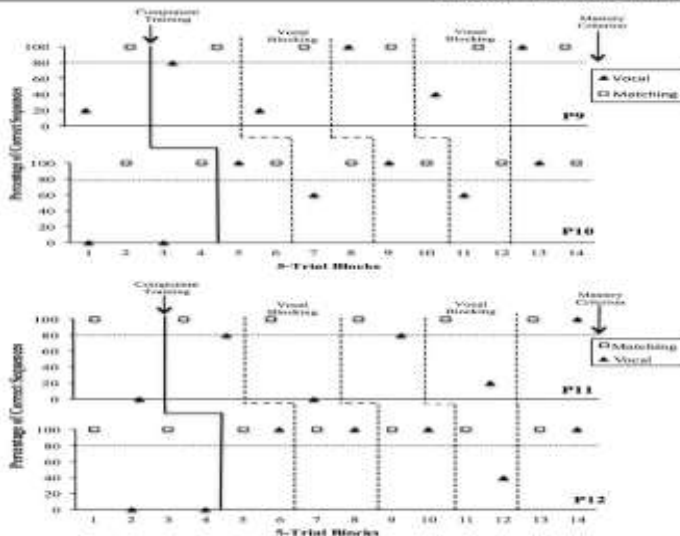 Component
Training
Vocal
Blocking
Vocal
Blocking
Mastery
Criterion
100
80
60
40
20
0
P9
Vocal
Matching
Percentage of Correct Sequences
100
80
60
40
20
0
P10
1 2 3 4 5 6 7 8 9 10 11 12 13 14
5-Trial Blocks
Component
Training
Vocal
Blocking
Vocal
Blocking
Mastery
Criterion
100
80
60
40
20
0
P11
Matching
Vocal
Percentage of Correct Sequences
100
80
60
40
20
0
P12
1 2 3 4 5 6 7 8 9 10 11 12 13 14
5-Trial Blocks